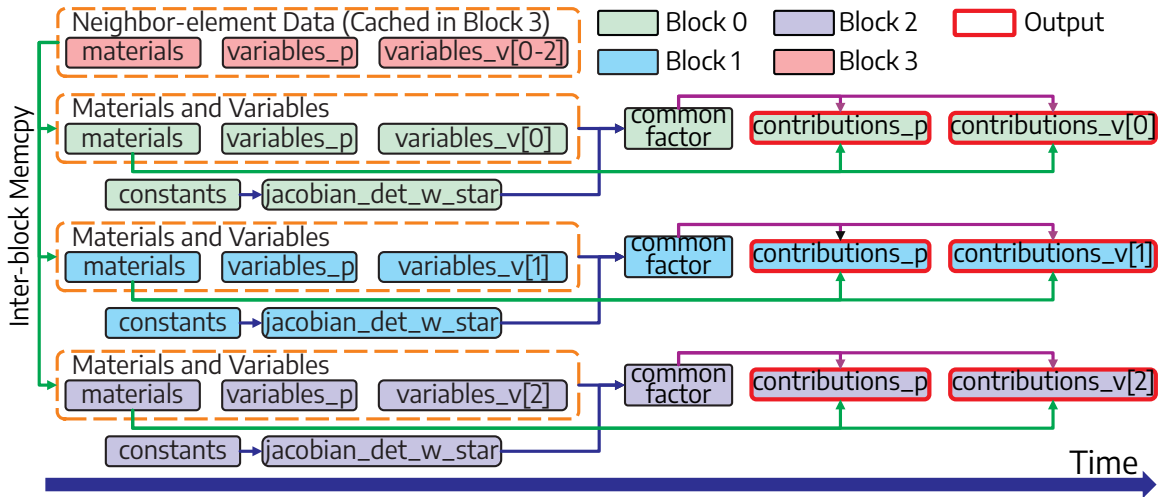 Neighbor-element Data (Cached in Block 3)
materials variables_p variables_v[0-2]
Block 0 Block 2 Output
Block 1 Block 3
Inter-block Memcpy
Materials and Variables
materials variables_p variables_v[0]
common
factor
contributions_p contributions_v[0]
constants jacobian_det_w_star
Materials and Variables
materials variables_p variables_v[1]
common
factor
contributions_p contributions_v[1]
constants jacobian_det_w_star
Materials and Variables
materials variables_p variables_v[2]
common
factor
contributions_p contributions_v[2]
constants jacobian_det_w_star
Time